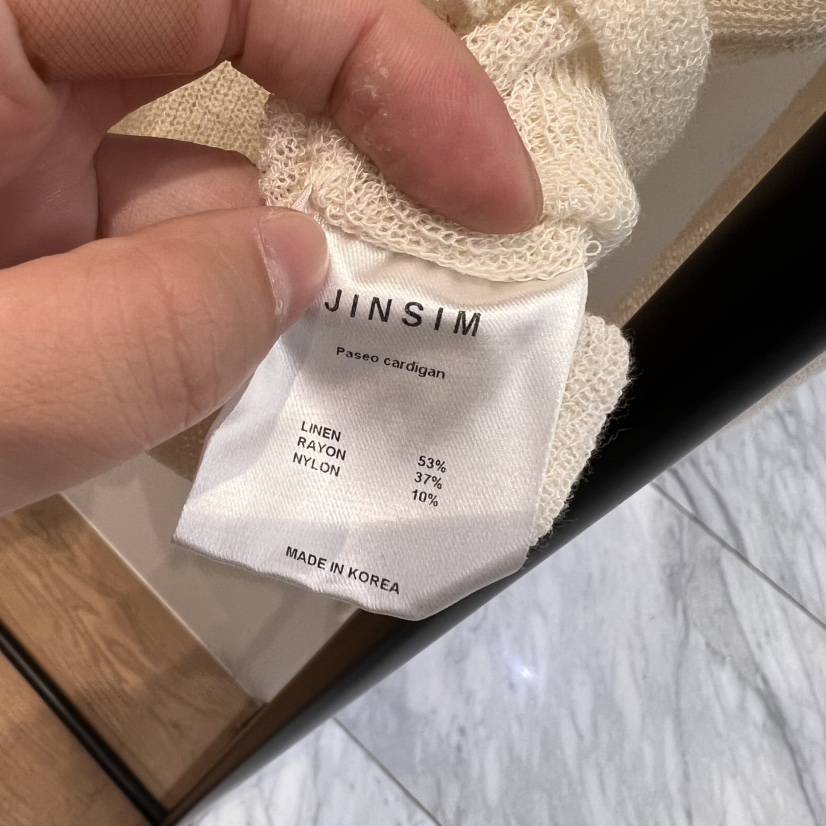 JINSIM
Paseo cardigan
LINEN 53%
RAYON 37%
NYLON 10%
MADE IN KOREA